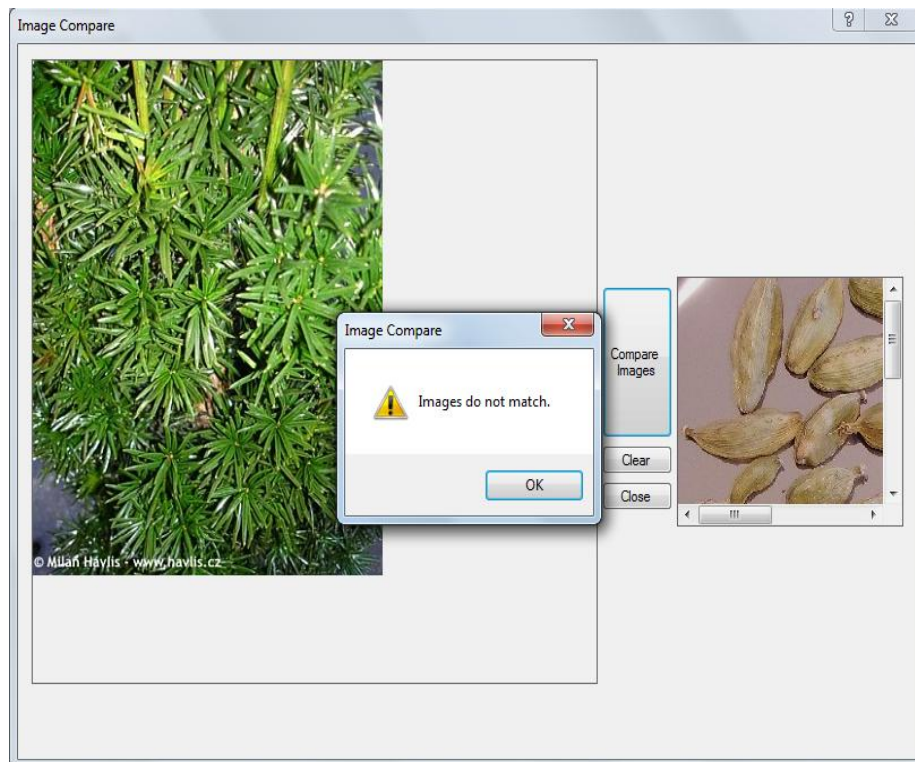 Image Compare
Image Compare
Images do not match.
OK
Compare
Images
Clear
Close
© Milan Havlis - www.havlis.cz